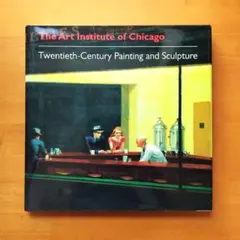 The Art Institute of Chicago
Twentieth-Century Painting and Sculpture